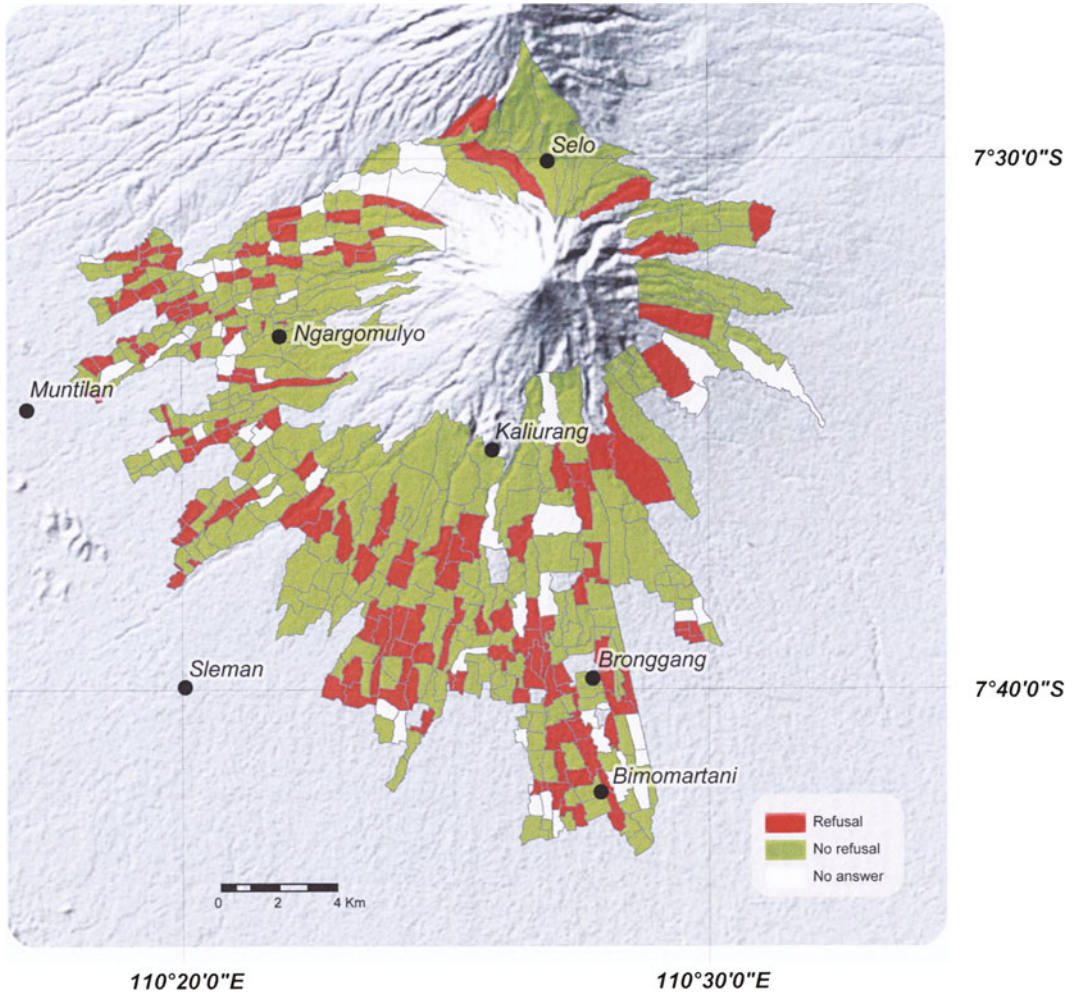 Selo
7°30'0"S
Ngargomulyo
Muntilan
Kaliurang
Bronggang
Sleman
7°40'0"S
Bimomartani
Refusal
No refusal
No answer
0 2 4 Km
110°20'0"E
110°30'0"E